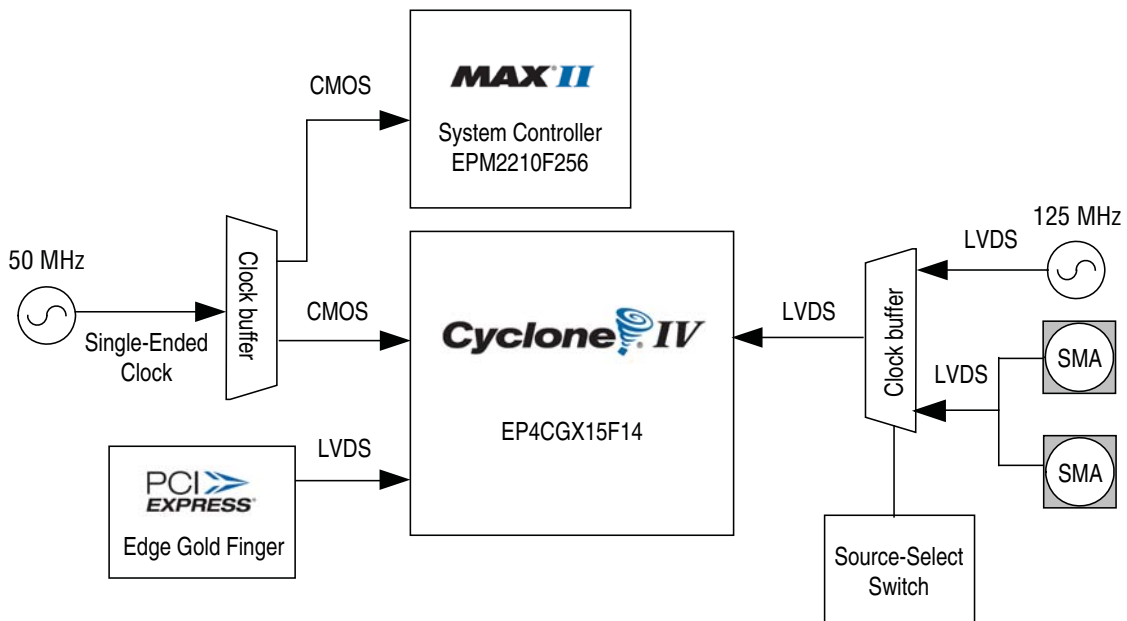 MAX II
System Controller
EPM2210F256
CMOS
50 MHz
Single-Ended
Clock
Clock buffer
CMOS
Cyclone IV
EP4CGX15F14
LVDS
PCI
EXPRESS®
Edge Gold Finger
LVDS
Clock buffer
125 MHz
LVDS
LVDS
SMA
SMA
Source-Select
Switch